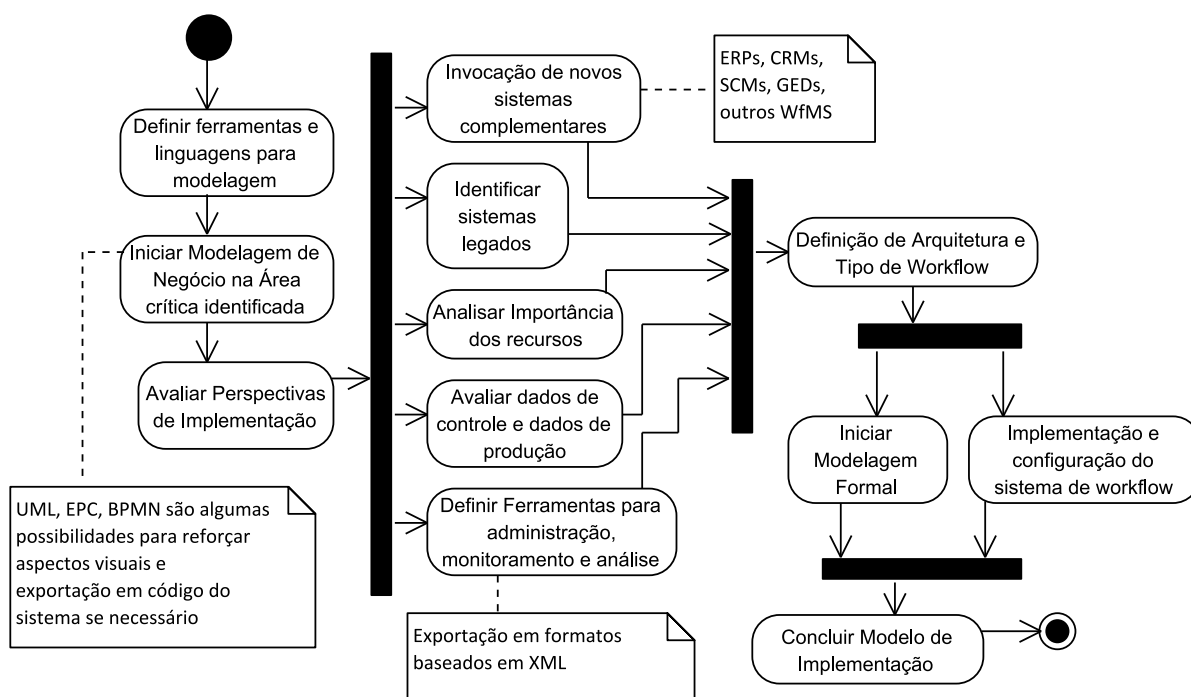 Definir ferramentas e
linguagens para
modelagem
Iniciar Modelagem de
Negócio na Área
crítica identificada
Avaliar Perspectivas
de Implementação
UML, EPC, BPMN são algumas
possibilidades para reforçar
aspectos visuais e
exportação em código do
sistema se necessário
Invocação de novos
sistemas
complementares
ERPs, CRMs,
SCMs, GEDs,
outros WfMS
Identificar
sistemas
legados
Analisar Importância
dos recursos
Avaliar dados de
controle e dados de
produção
Definir Ferramentas para
administração,
monitoramento e análise
Exportação em formatos
baseados em XML
Definição de Arquitetura e
Tipo de Workflow
Iniciar
Modelagem
Formal
Implementação e
configuração do
sistema de workflow
Concluir Modelo de
Implementação